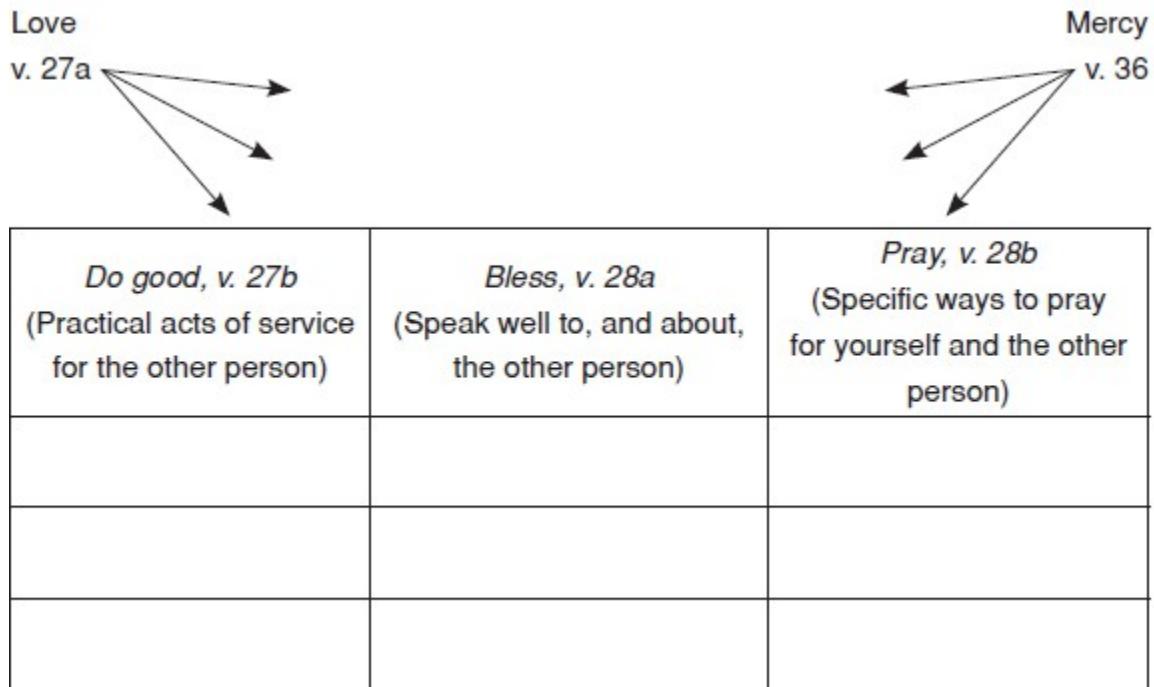 Love
v. 27a
Mercy
v. 36
Do good, v. 27b
(Practical acts of service
for the other person)
Bless, v. 28a
(Speak well to, and about,
the other person)
Pray, v. 28b
(Specific ways to pray
for yourself and the other
person)